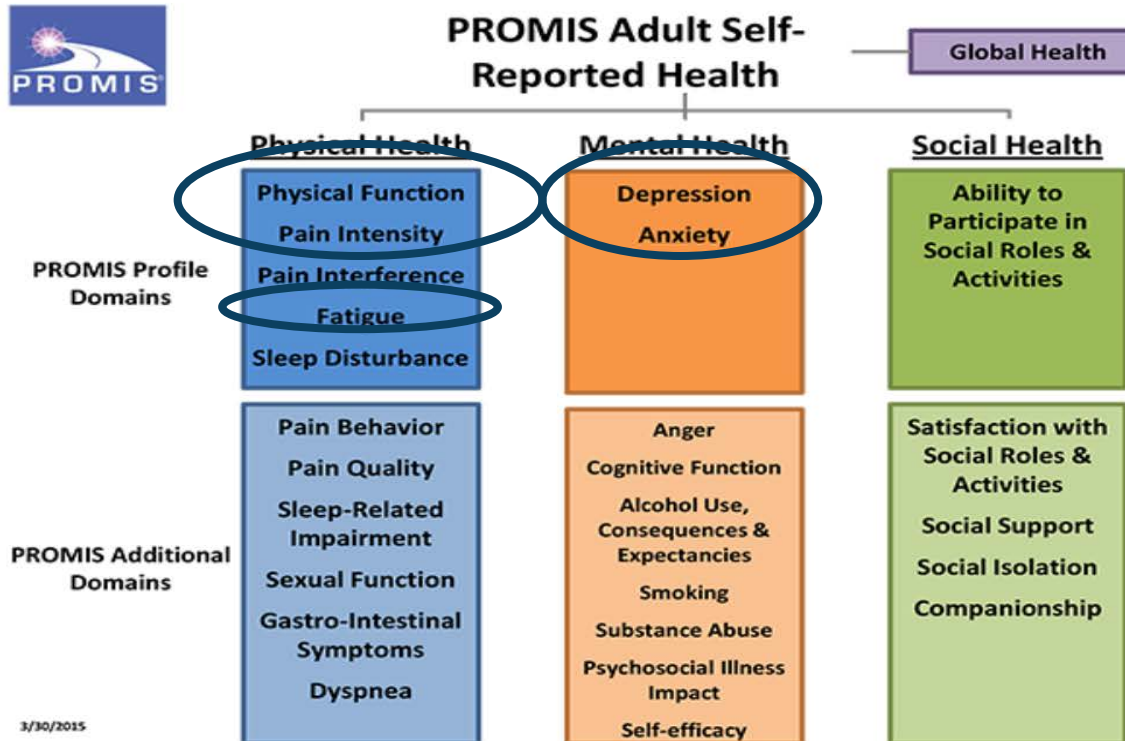 PROMIS®
PROMIS Adult Self-
Reported Health
Global Health
Physical Health
Mental Health
Social Health
PROMIS Profile
Domains
Physical Function
Pain Intensity
Pain Interference
Fatigue
Sleep Disturbance
Depression
Anxiety
Ability to
Participate in
Social Roles &
Activities
PROMIS Additional
Domains
Pain Behavior
Pain Quality
Sleep-Related
Impairment
Sexual Function
Gastro-Intestinal
Symptoms
Dyspnea
Anger
Cognitive Function
Alcohol Use,
Consequences &
Expectancies
Smoking
Substance Abuse
Psychosocial Illness
Impact
Self-efficacy
Satisfaction with
Social Roles &
Activities
Social Support
Social Isolation
Companionship
3/30/2015